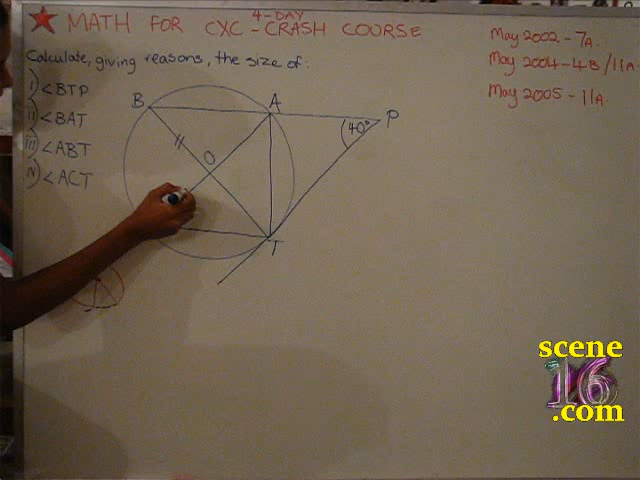 4-DAY
★ MATH FOR CXC - CRASH COURSE
Calculate, giving reasons, the size of:
i) <BTP
ii) <BAT
iii) <ABT
iv) <ACT
May 2002 - 7A.
May 2004 - 4B / 11A.
May 2005 - 11A
B
A
P
40°
O
T
scene
16
.com